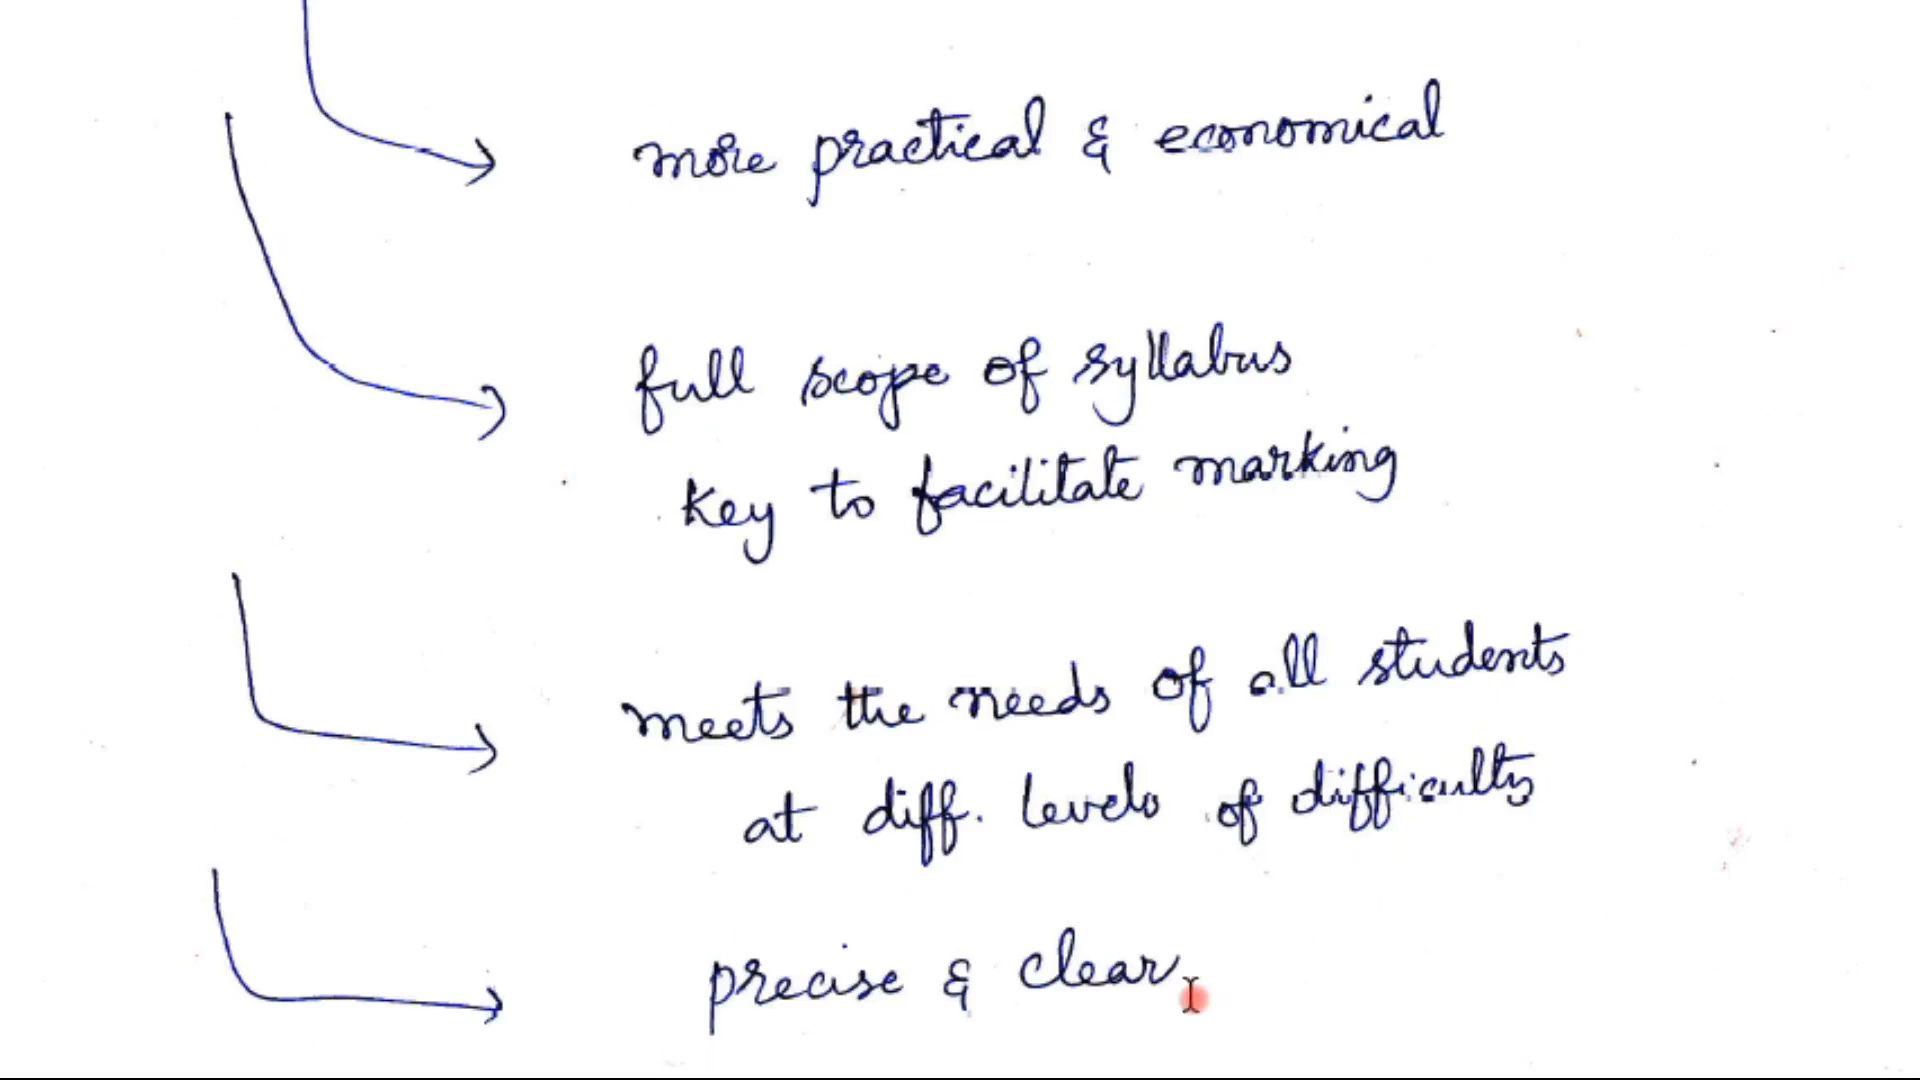 more practical & economical
full scope of syllabus
key to facilitate marking
meets the needs of all students
at diff. levels of difficulty
precise & clear